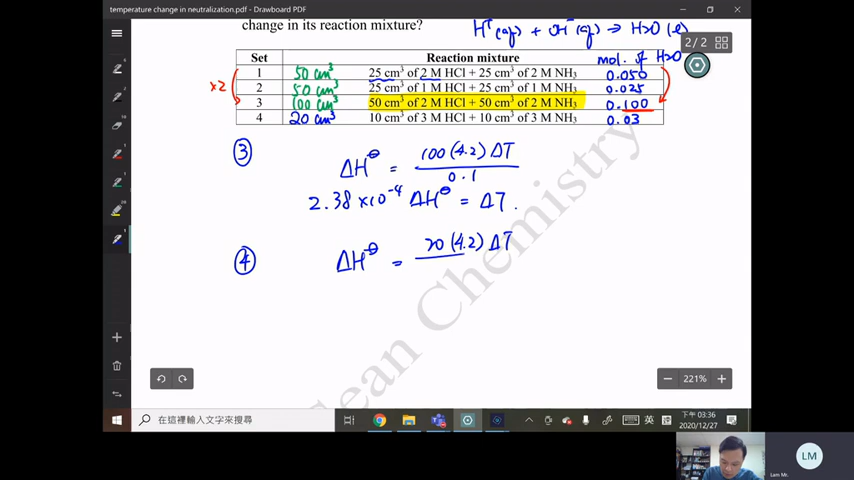 temperature change in neutralization.pdf - Drawboard PDF
change in its reaction mixture?
H⁺(aq) + OH⁻(aq) → H2O(l)
2/2
Set Reaction mixture mol. of H2O
1 50 cm³ 25 cm³ of 2 M HCl + 25 cm³ of 2 M NH₃ 0.050
2 50 cm³ 25 cm³ of 1 M HCl + 25 cm³ of 1 M NH₃ 0.025
×2 3 100 cm³ 50 cm³ of 2 M HCl + 50 cm³ of 2 M NH₃ 0.100
4 20 cm³ 10 cm³ of 3 M HCl + 10 cm³ of 3 M NH₃ 0.03
③ ΔH^⊖ = 100(4.2)ΔT
0.1
2.38×10⁻⁴ ΔH^⊖ = ΔT.
④ ΔH^⊖ = 20(4.2)ΔT
Sean Chemistry
221%
在這裡輸入文字來搜尋
英
下午 03:36
2020/12/27
LM
Lam Mr.